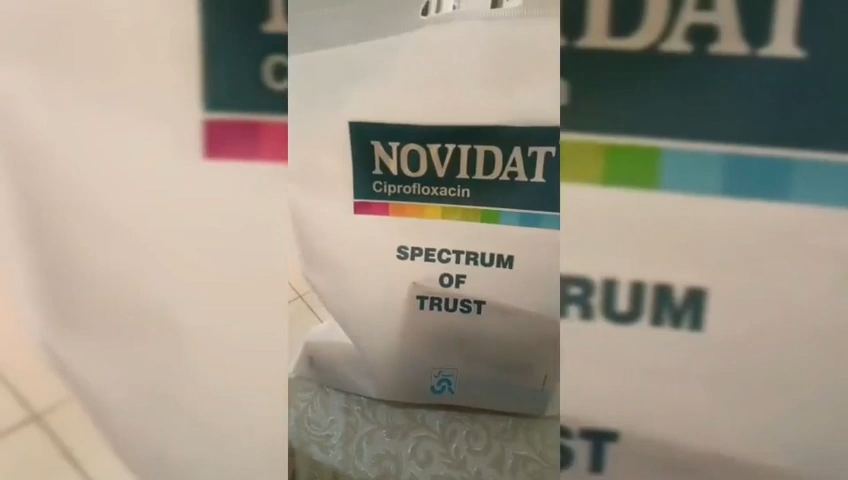 NOVIDAT
Ciprofloxacin
SPECTRUM
OF
TRUST